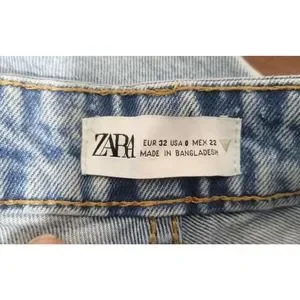 ZARA
EUR 32 USA 0 MEX 22
MADE IN BANGLADESH